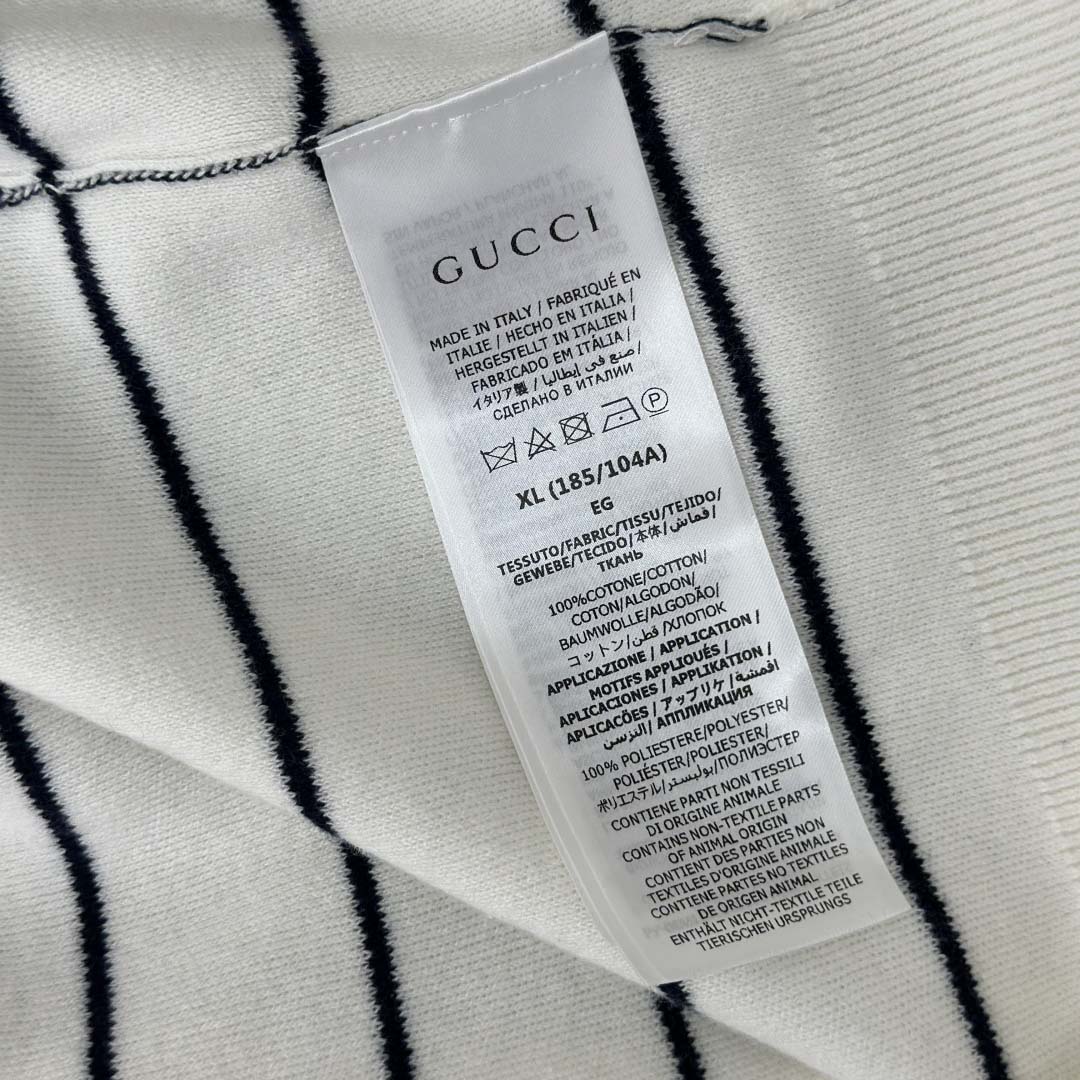 GUCCI
MADE IN ITALY / FABRIQUÉ EN
ITALIE / HECHO EN ITALIA /
HERGESTELLT IN ITALIEN /
FABRICADO EM ITÁLIA /
イタリア製 / صنع في إيطاليا /
СДЕЛАНО В ИТАЛИИ
P
XL (185/104A)
EG
TESSUTO/FABRIC/TISSU/TEJIDO/
GEWEBE/TECIDO/本体/قماش/
ТКАНЬ
100%COTONE/COTTON/
COTON/ALGODON/
BAUMWOLLE/ALGODÃO/
コットン/قطن/ХЛОПОК
APPLICAZIONE / APPLICATION /
MOTIFS APPLIQUÉS /
APLICACIONES / APPLIKATION /
APLICACÕES / アップリケ / اقمشة
التزسن/ АППЛИКАЦИЯ
100% POLIESTERE/POLYESTER/
POLIÉSTER/POLIESTER/
ポリエステル/بوليستر/ПОЛИЭСТЕР
CONTIENE PARTI NON TESSILI
DI ORIGINE ANIMALE
CONTAINS NON-TEXTILE PARTS
OF ANIMAL ORIGIN
CONTIENT DES PARTIES NON
TEXTILES D'ORIGINE ANIMALE
CONTIENE PARTES NO TEXTILES
DE ORIGEN ANIMAL
ENTHÄLT NICHT-TEXTILE TEILE
TIERISCHEN URSPRUNGS